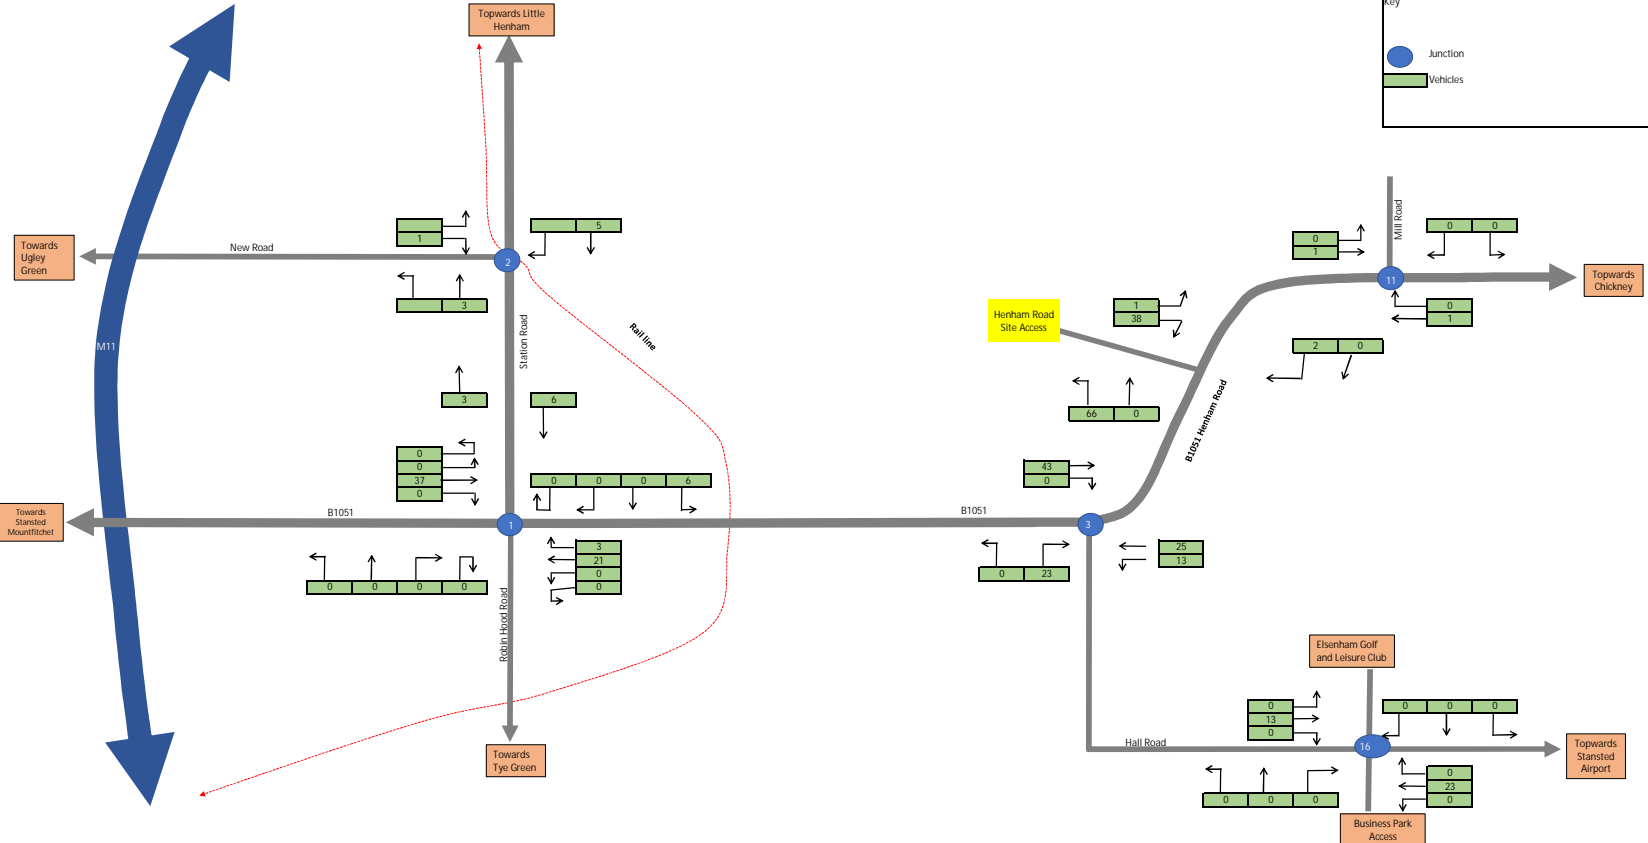 Key
Topwards Little
Henham
Junction
Vehicles
Mill Road
5
0 0
Towards
Ugley
Green
New Road
1
2
0
1
11
Topwards
Chickney
3
1
38
0
1
Henham Road
Site Access
Rail line
Station Road
M11
2 0
3
6
66 0
B1051 Henham Road
0
0
37
0
0 0 0 6
43
0
Towards
Stansted
Mountfitchet
B1051
1
B1051
3
3
21
0
0
25
13
0 0 0 0
0 23
Robin Hood Road
Elsenham Golf
and Leisure Club
0
13
0
0 0 0
Towards
Tye Green
Hall Road
16
Topwards
Stansted
Airport
0
23
0
0 0 0
Business Park
Access